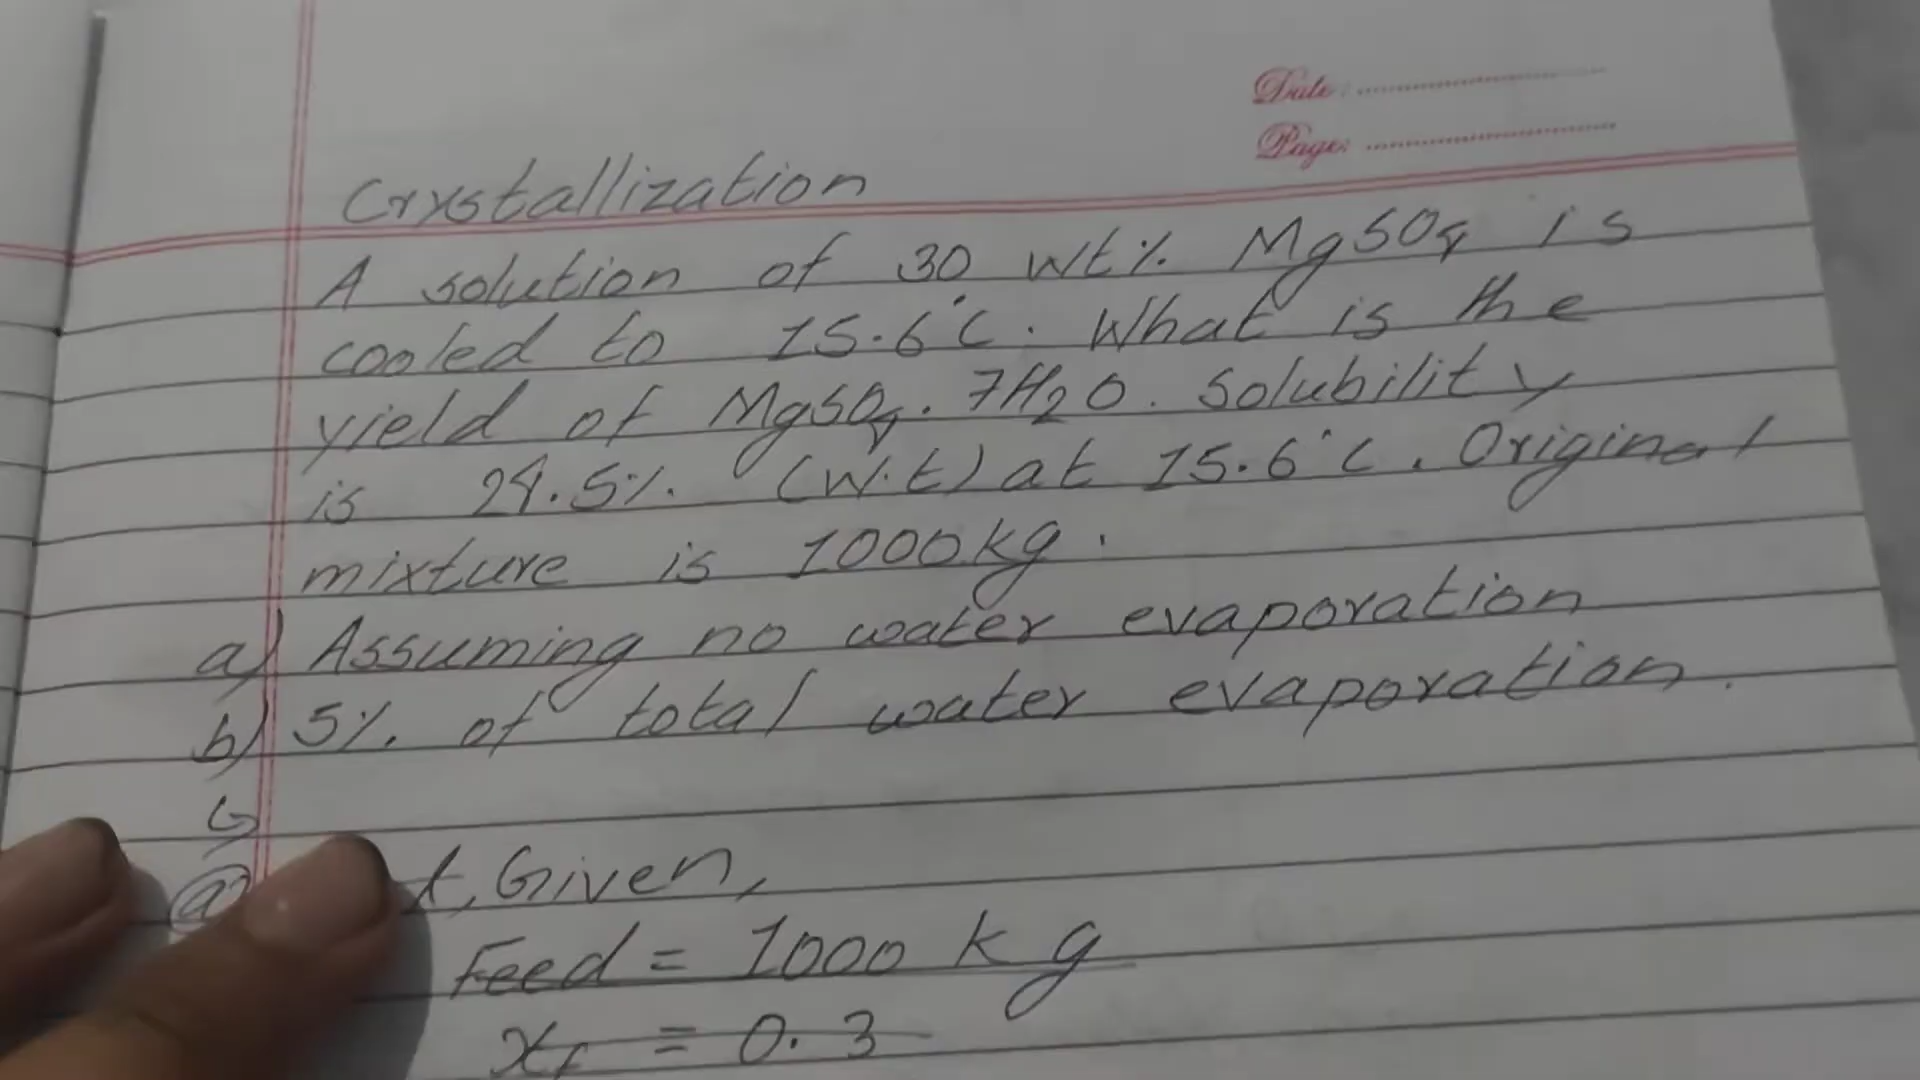 Date:
Page:
Crystallization
A solution of 30 wt% MgSO4 is
cooled to 15.6°C. What is the
yield of MgSO4.7H2O. Solubility
is 24.5% (w.t) at 15.6°C. Original
mixture is 1000kg.
a) Assuming no water evaporation
b) 5% of total water evaporation.
a) Given,
Feed = 1000 kg
xf = 0.3